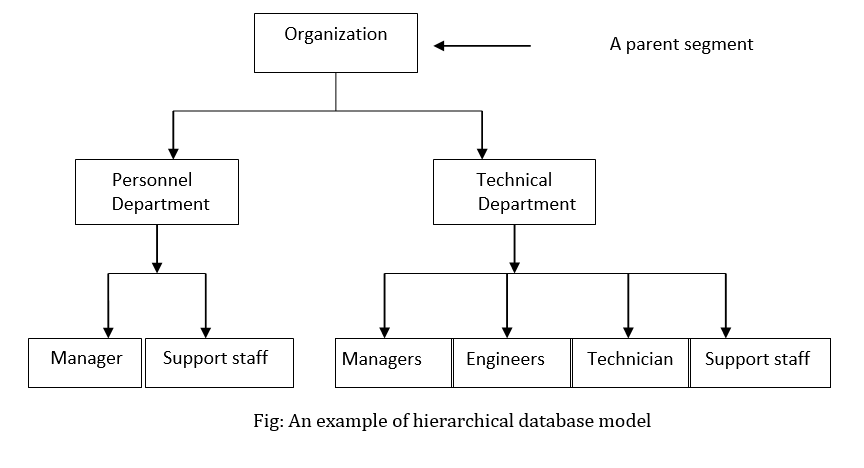 Organization
A parent segment
Personnel
Department
Technical
Department
Manager
Support staff
Managers
Engineers
Technician
Support staff
Fig: An example of hierarchical database model